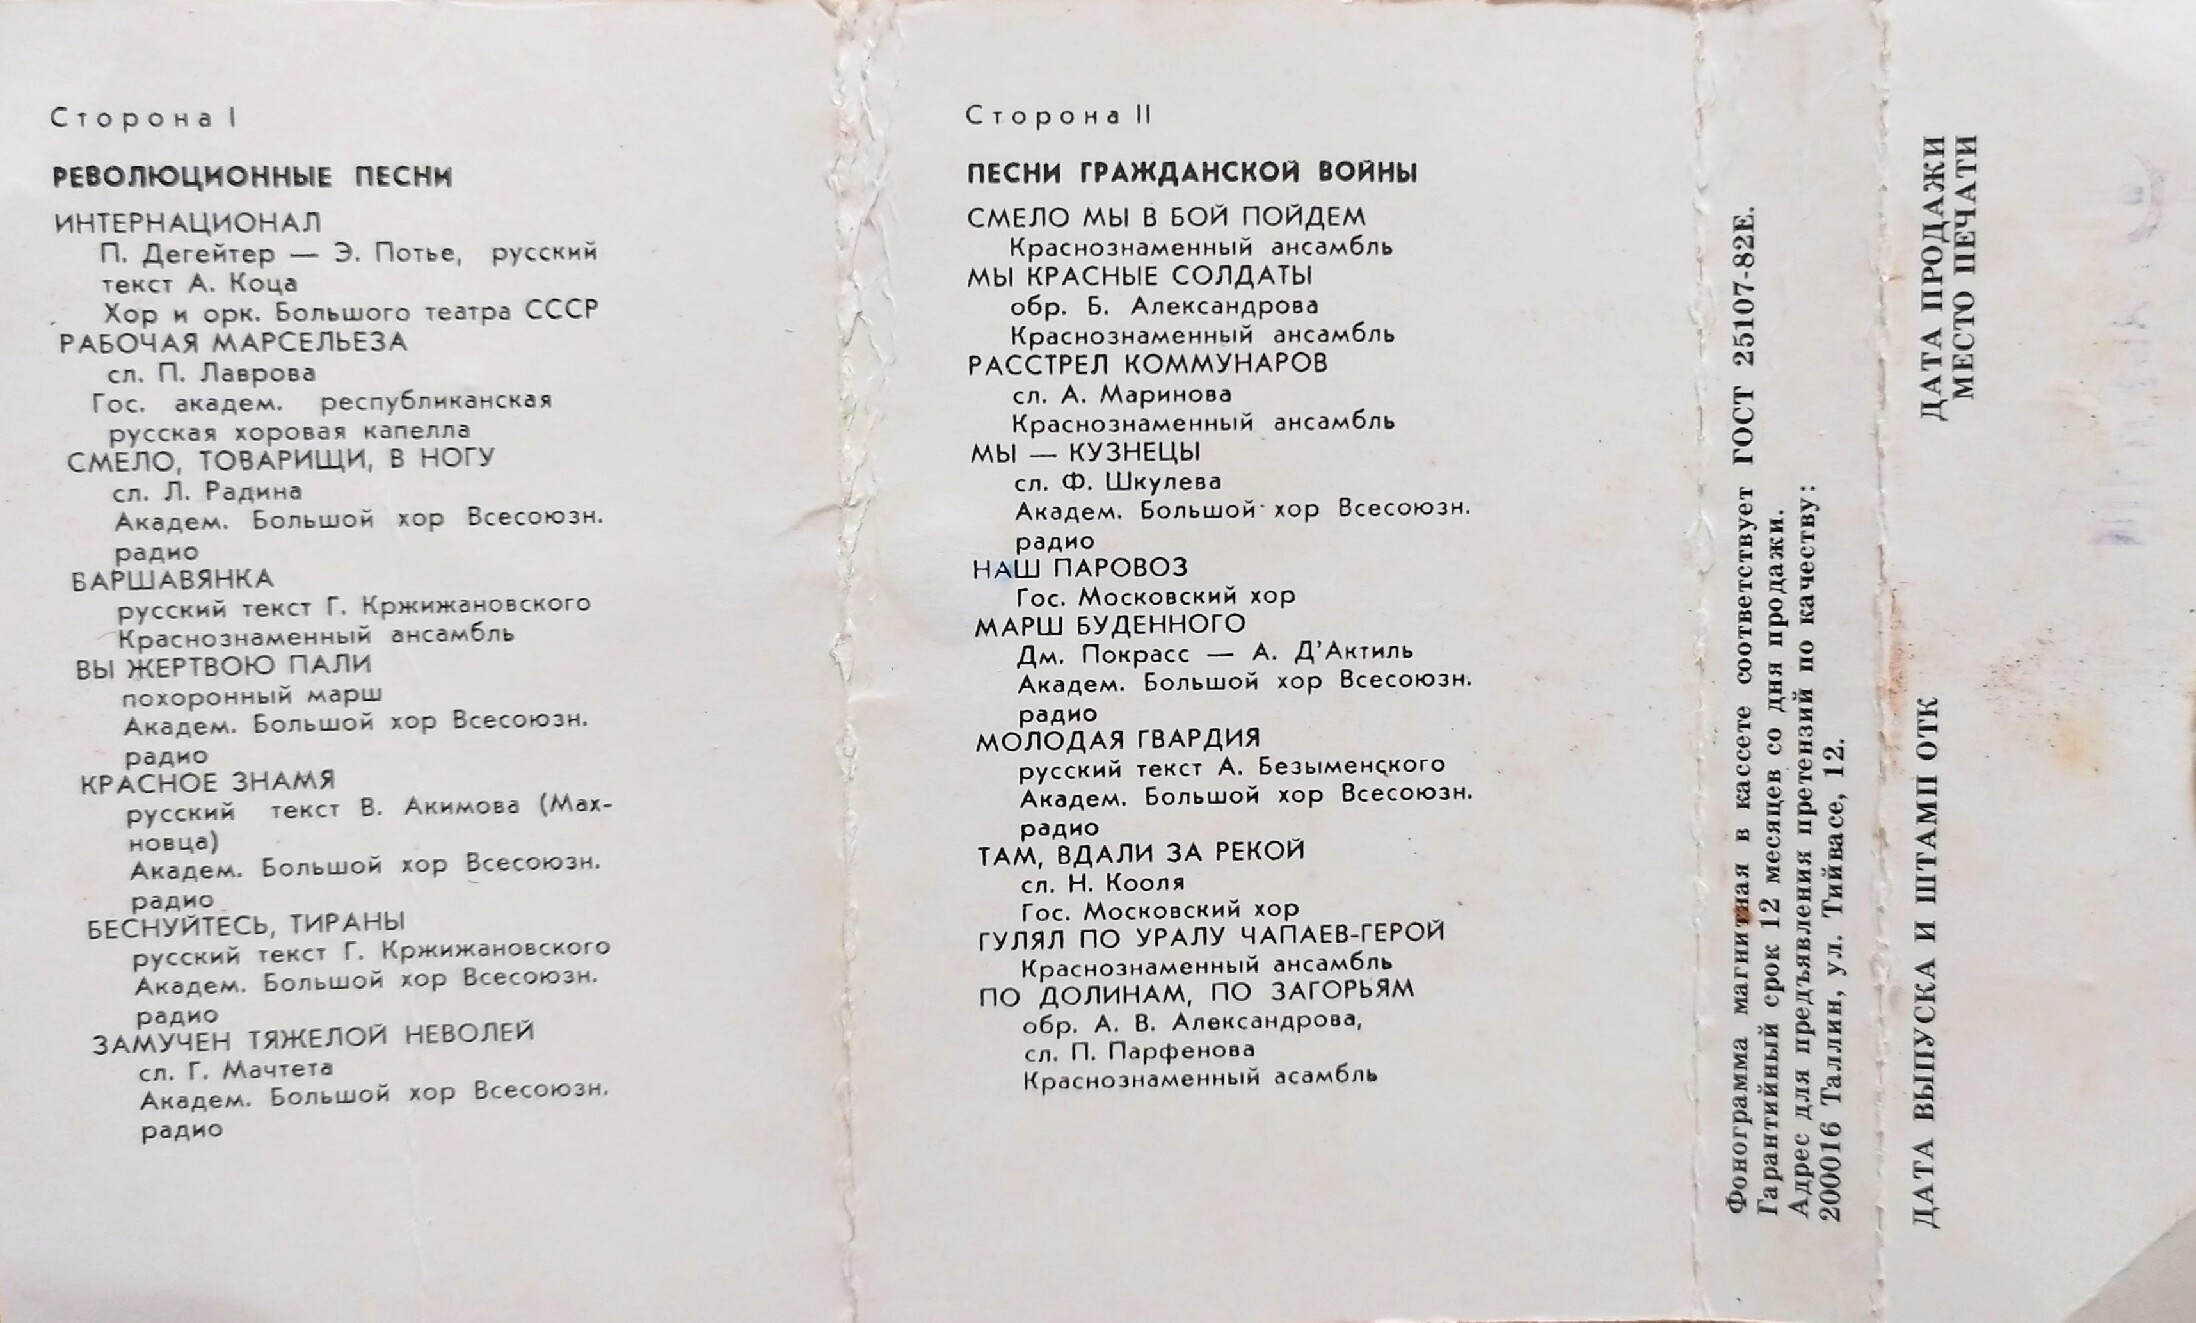 Сторона I
РЕВОЛЮЦИОННЫЕ ПЕСНИ
ИНТЕРНАЦИОНАЛ
П. Дегейтер — Э. Потье, русский
текст А. Коца
Хор и орк. Большого театра СССР
РАБОЧАЯ МАРСЕЛЬЕЗА
сл. П. Лаврова
Гос. академ. республиканская
русская хоровая капелла
СМЕЛО, ТОВАРИЩИ, В НОГУ
сл. Л. Радина
Академ. Большой хор Всесоюзн.
радио
ВАРШАВЯНКА
русский текст Г. Кржижановского
Краснознаменный ансамбль
ВЫ ЖЕРТВОЮ ПАЛИ
похоронный марш
Академ. Большой хор Всесоюзн.
радио
КРАСНОЕ ЗНАМЯ
русский текст В. Акимова (Мах-
новца)
Академ. Большой хор Всесоюзн.
радио
БЕСНУЙТЕСЬ, ТИРАНЫ
русский текст Г. Кржижановского
Академ. Большой хор Всесоюзн.
радио
ЗАМУЧЕН ТЯЖЕЛОЙ НЕВОЛЕЙ
сл. Г. Мачтета
Академ. Большой хор Всесоюзн.
радио
Сторона II
ПЕСНИ ГРАЖДАНСКОЙ ВОЙНЫ
СМЕЛО МЫ В БОЙ ПОЙДЕМ
Краснознаменный ансамбль
МЫ КРАСНЫЕ СОЛДАТЫ
обр. Б. Александрова
Краснознаменный ансамбль
РАССТРЕЛ КОММУНАРОВ
сл. А. Маринова
Краснознаменный ансамбль
МЫ — КУЗНЕЦЫ
сл. Ф. Шкулева
Академ. Большой хор Всесоюзн.
радио
НАШ ПАРОВОЗ
Гос. Московский хор
МАРШ БУДЕННОГО
Дм. Покрасс — А. Д'Актиль
Академ. Большой хор Всесоюзн.
радио
МОЛОДАЯ ГВАРДИЯ
русский текст А. Безыменского
Академ. Большой хор Всесоюзн.
радио
ТАМ, ВДАЛИ ЗА РЕКОЙ
сл. Н. Кооля
Гос. Московский хор
ГУЛЯЛ ПО УРАЛУ ЧАПАЕВ-ГЕРОЙ
Краснознаменный ансамбль
ПО ДОЛИНАМ, ПО ЗАГОРЬЯМ
обр. А. В. Александрова,
сл. П. Парфенова
Краснознаменный асамбль
Фонограмма магнитная в кассете соответствует ГОСТ 25107-82Е.
Гарантийный срок 12 месяцев со дня продажи.
Адрес для предъявления претензий по качеству:
200016 Таллин, ул. Тийвасе, 12.
ДАТА ВЫПУСКА И ШТАМП ОТК
ДАТА ПРОДАЖИ
МЕСТО ПЕЧАТИ